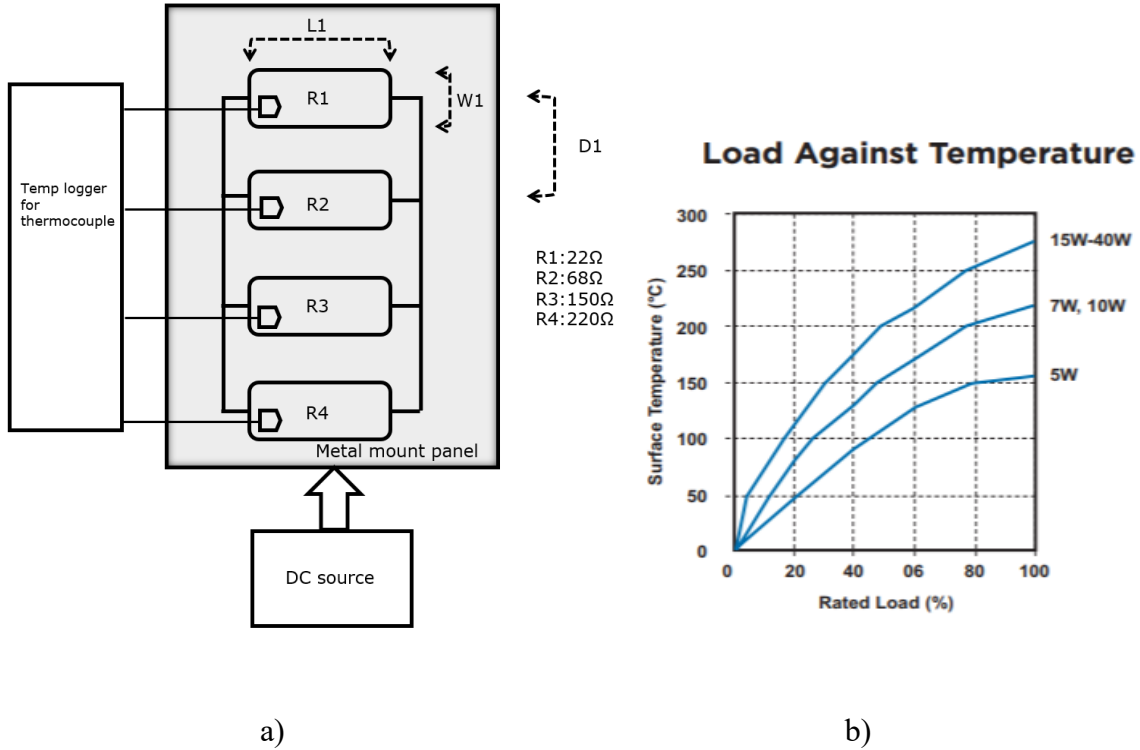 L1
R1
W1
D1
Temp logger
for
thermocouple
R2
R1:22Ω
R2:68Ω
R3:150Ω
R4:220Ω
R3
R4
Metal mount panel
DC source
a)
Load Against Temperature
300
250
200
150
100
50
0
Surface Temperature (°C)
15W-40W
7W, 10W
5W
0 20 40 06 80 100
Rated Load (%)
b)